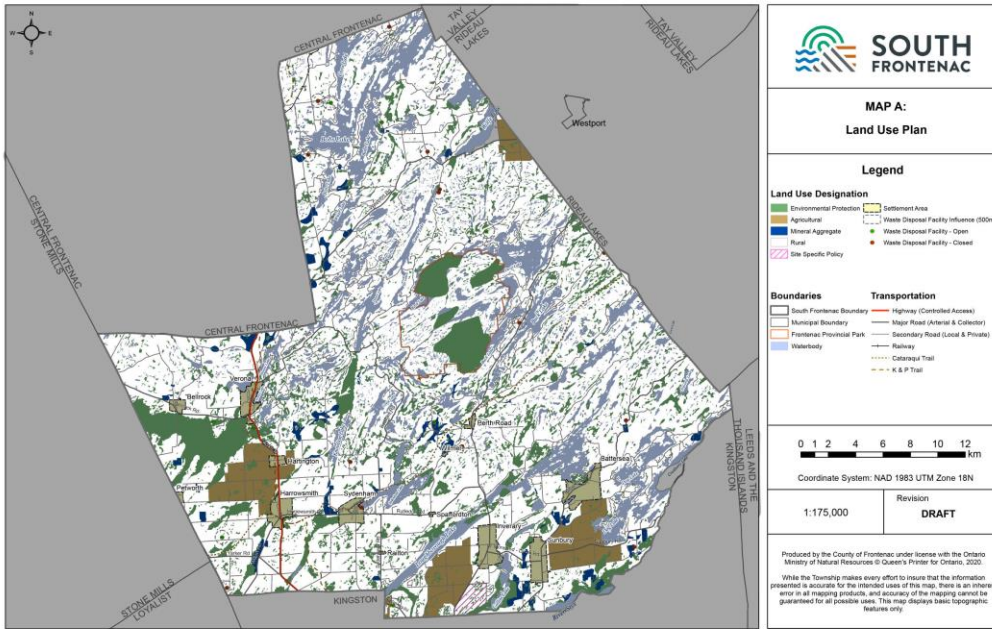 CENTRAL FRONTENAC
TAY VALLEY
RIDEAU LAKES
TAY VALLEY
RIDEAU LAKES
N
W
E
S
Westport
CENTRAL FRONTENAC
STONE MILLS
RIDEAU LAKES
CENTRAL FRONTENAC
Verona
Bellrock
Perth Road
Hartington
Battersea
Petworth
Harrowsmith
Sydenham
Spaffordton
Inverary
Sunbury
Railton
STONE MILLS
LOYALIST
KINGSTON
LEEDS AND THE
THOUSAND ISLANDS
KINGSTON
SOUTH
FRONTENAC
MAP A:
Land Use Plan
Legend
Land Use Designation
Environmental Protection
Agricultural
Mineral Aggregate
Rural
Site Specific Policy
Settlement Area
Waste Disposal Facility Influence (500m
Waste Disposal Facility - Open
Waste Disposal Facility - Closed
Boundaries
South Frontenac Boundary
Municipal Boundary
Frontenac Provincial Park
Waterbody
Transportation
Highway (Controlled Access)
Major Road (Arterial & Collector)
Secondary Road (Local & Private)
Railway
Cataraqui Trail
K & P Trail
0 1 2 4 6 8 10 12
km
Coordinate System: NAD 1983 UTM Zone 18N
1:175,000
Revision
DRAFT
Produced by the County of Frontenac under license with the Ontario
Ministry of Natural Resources © Queen's Printer for Ontario, 2020.
While the Township makes every effort to insure that the information
presented is accurate for the intended uses of this map, there is an inhere
error in all mapping products, and accuracy of the mapping cannot be
guaranteed for all possible uses. This map displays basic topographic
features only.